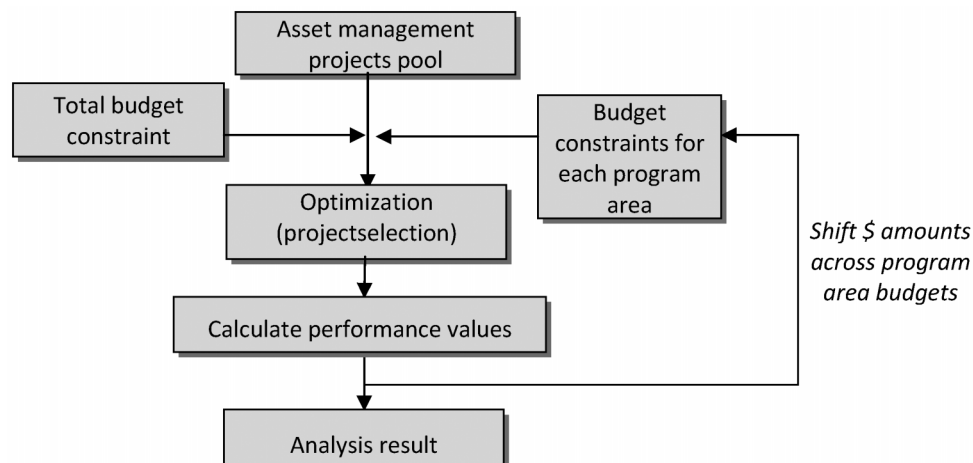 Asset management
projects pool
Total budget
constraint
Budget
constraints for
each program
area
Optimization
(projectselection)
Shift $ amounts
across program
area budgets
Calculate performance values
Analysis result